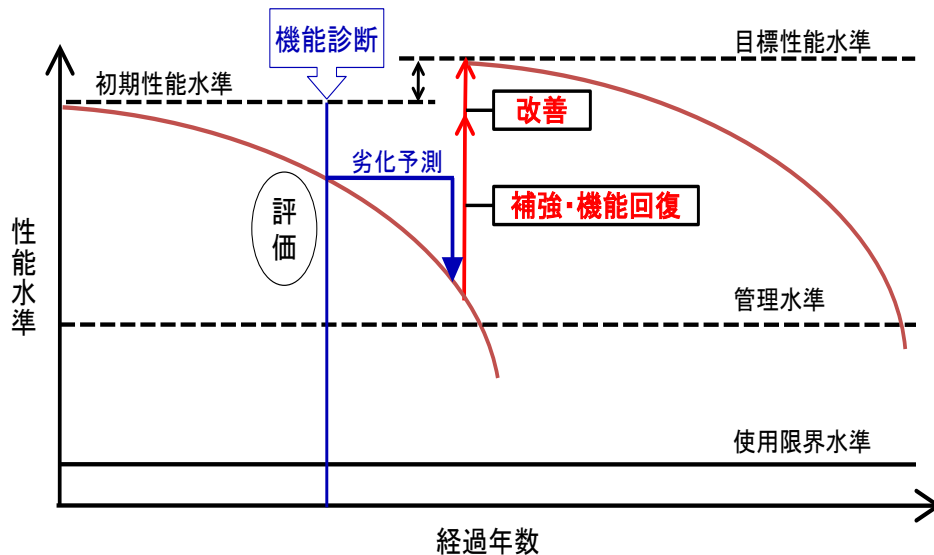 機能診断
目標性能水準
初期性能水準
改善
劣化予測
評
価
補強・機能回復
性能水準
管理水準
使用限界水準
経過年数